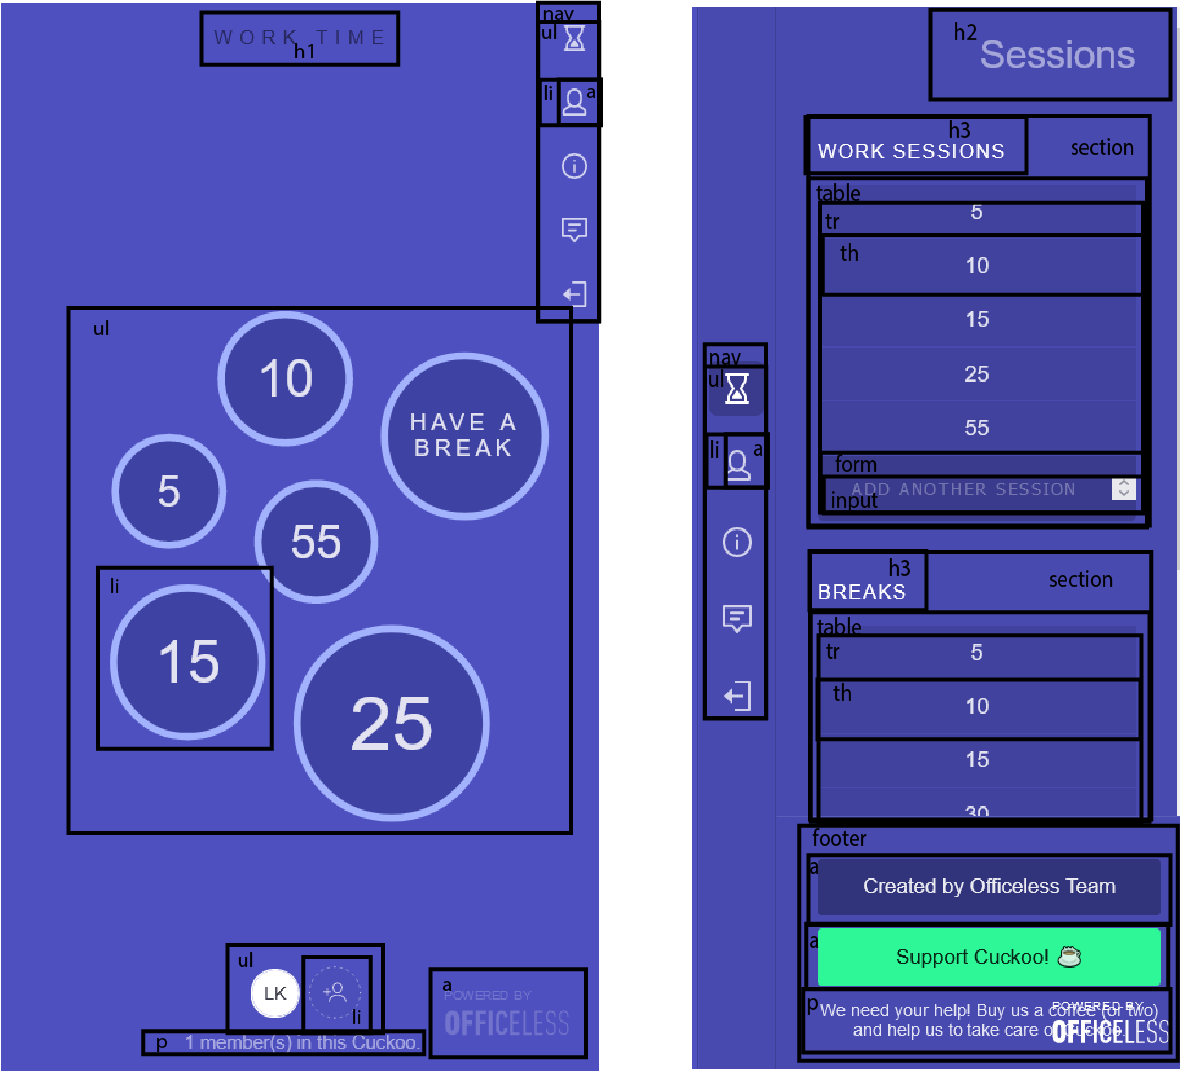 WORK TIME
h1
nav
ul
li
a
ul
10
HAVE A
BREAK
5
55
li
15
25
ul
LK
li
p
1 member(s) in this Cuckoo.
a
POWERED BY
OFFICELESS
h2
Sessions
h3
WORK SESSIONS
section
table
5
tr
th
10
15
25
55
form
ADD ANOTHER SESSION
input
nav
ul
li
a
h3
BREAKS
section
table
tr
5
th
10
15
30
footer
a
Created by Officeless Team
a
Support Cuckoo!
p
We need your help! Buy us a coffee (or two)
and help us to take care of
POWERED BY
OFFICELESS